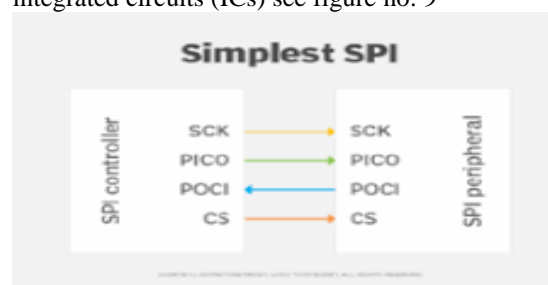 integrated circuits (ICs) see figure no. 9
Simplest SPI
SPI controller
SCK
PICO
POCI
CS
SCK
PICO
POCI
CS
SPI peripheral